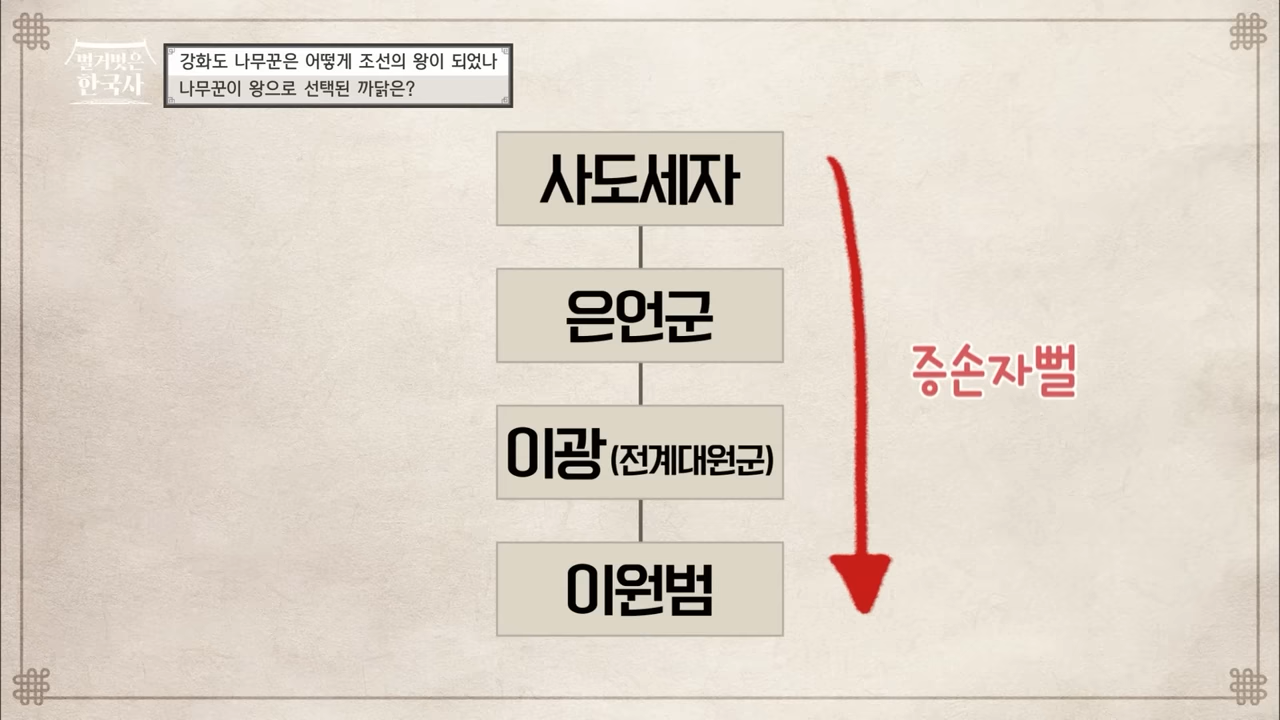 벌거벗은
한국사
강화도 나무꾼은 어떻게 조선의 왕이 되었나
나무꾼이 왕으로 선택된 까닭은?
사도세자
은언군
이광 (전계대원군)
이원범
증손자뻘